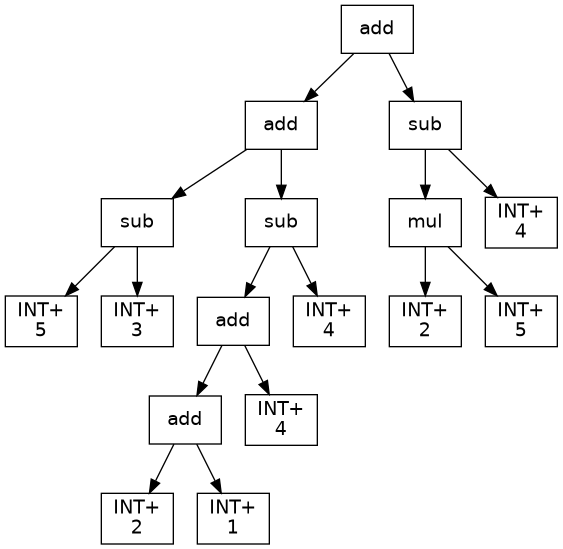 add
add
sub
sub
sub
mul
INT+
4
INT+
5
INT+
3
add
INT+
4
INT+
2
INT+
5
add
INT+
4
INT+
2
INT+
1